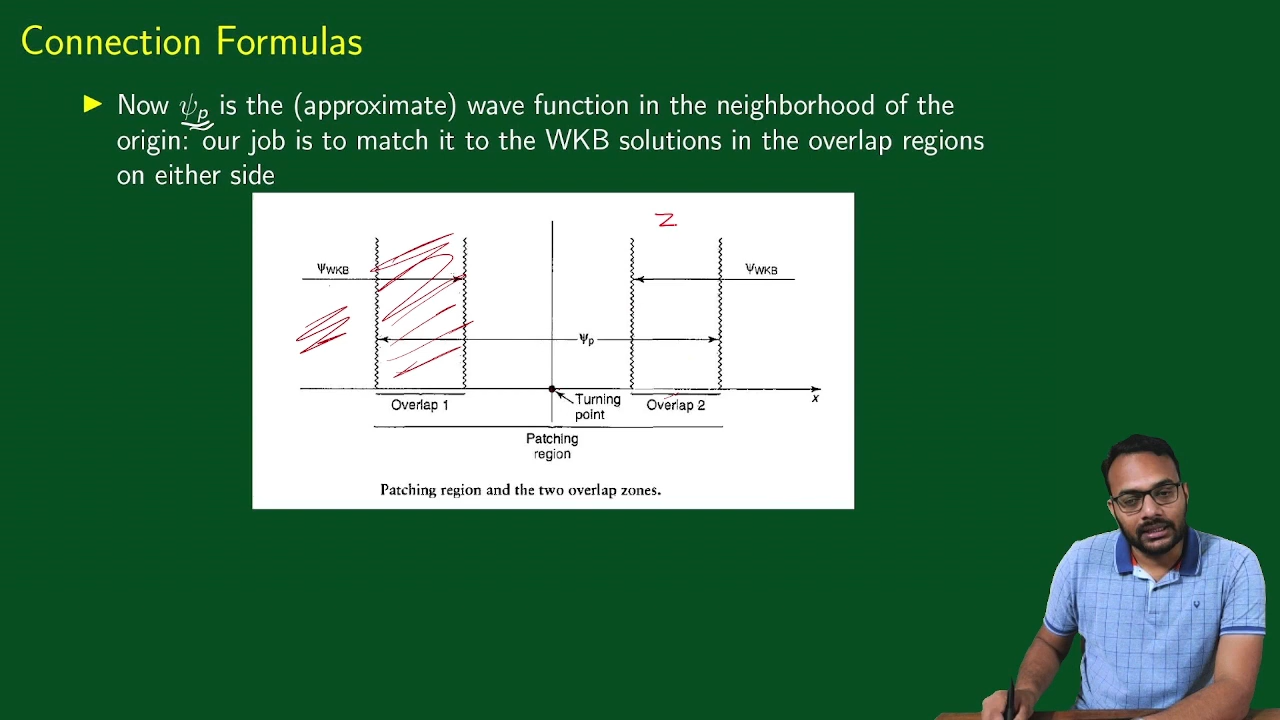 Connection Formulas
Now ψp is the (approximate) wave function in the neighborhood of the
origin: our job is to match it to the WKB solutions in the overlap regions
on either side
2
ψWKB
ψWKB
ψp
x
Overlap 1
Turning
point
Overlap 2
Patching
region
Patching region and the two overlap zones.